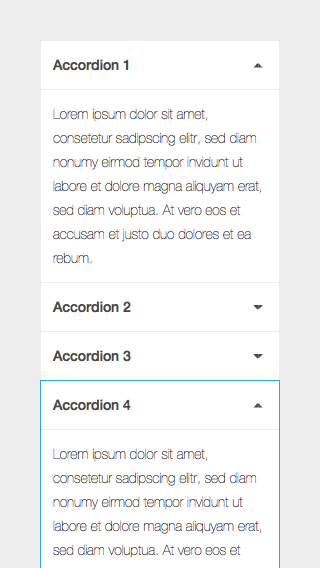 Accordion 1
Lorem ipsum dolor sit amet,
consetetur sadipscing elitr, sed diam
nonumy eirmod tempor invidunt ut
labore et dolore magna aliquyam erat,
sed diam voluptua. At vero eos et
accusam et justo duo dolores et ea
rebum.
Accordion 2
Accordion 3
Accordion 4
Lorem ipsum dolor sit amet,
consetetur sadipscing elitr, sed diam
nonumy eirmod tempor invidunt ut
labore et dolore magna aliquyam erat,
sed diam voluptua. At vero eos et